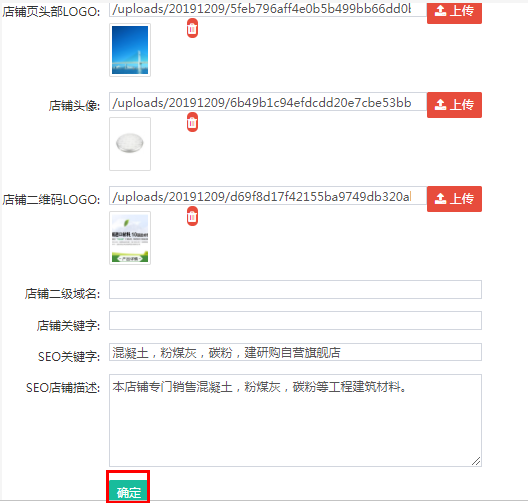 店铺页头部LOGO: /uploads/20191209/5feb796aff4e0b5b499bb66dd0b 上传
店铺头像: /uploads/20191209/6b49b1c94efdcdd20e7cbe53bb 上传
店铺二维码LOGO: /uploads/20191209/d69f8d17f42155ba9749db320a 上传
店铺二级域名:
店铺关键字:
SEO关键字: 混凝土，粉煤灰，碳粉，建研购自营旗舰店
SEO店铺描述: 本店铺专门销售混凝土，粉煤灰，碳粉等工程建筑材料。
确定